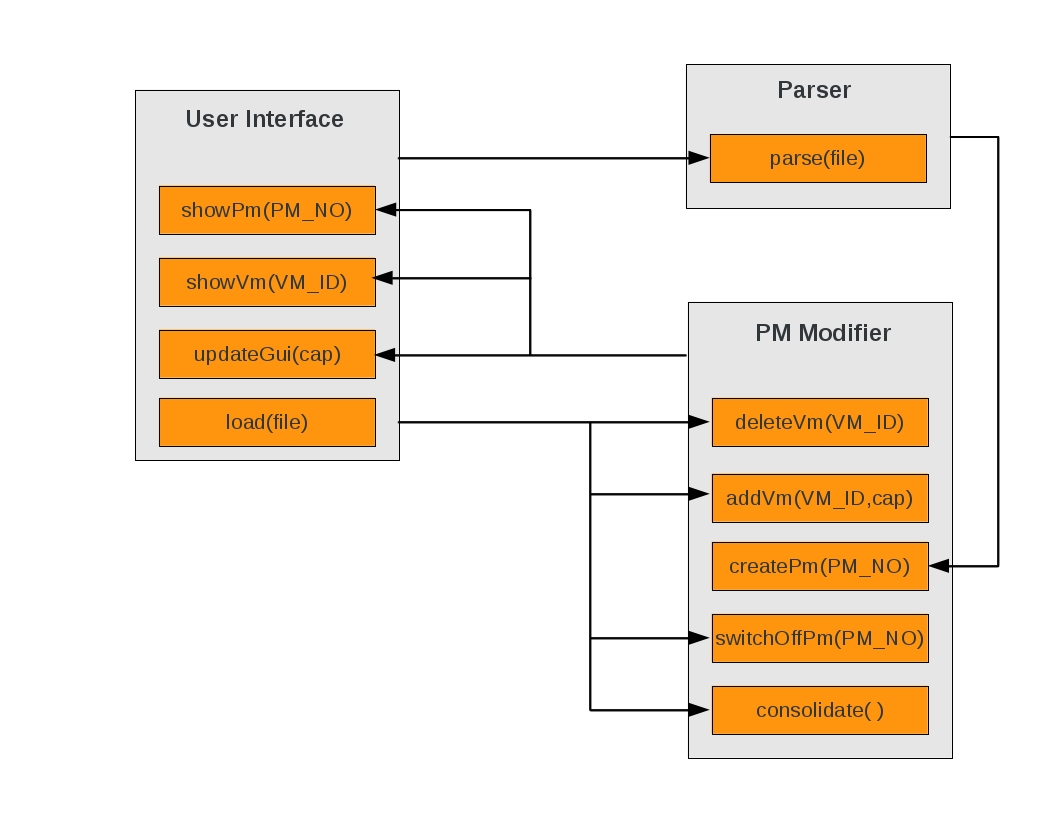 User Interface
showPm(PM_NO)
showVm(VM_ID)
updateGui(cap)
load(file)
Parser
parse(file)
PM Modifier
deleteVm(VM_ID)
addVm(VM_ID,cap)
createPm(PM_NO)
switchOffPm(PM_NO)
consolidate( )